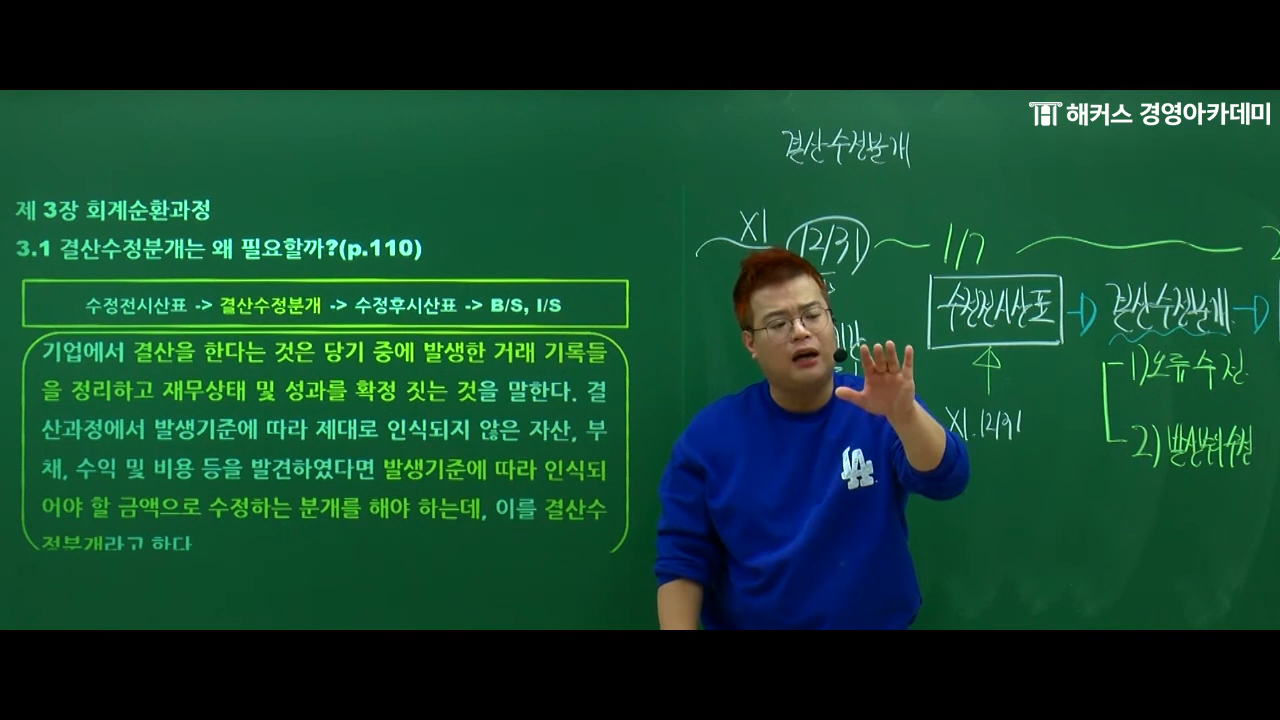 해커스 경영아카데미
제 3장 회계순환과정
3.1 결산수정분개는 왜 필요할까?(p.110)
수정전시산표 -> 결산수정분개 -> 수정후시산표 -> B/S, I/S
기업에서 결산을 한다는 것은 당기 중에 발생한 거래 기록들
을 정리하고 재무상태 및 성과를 확정 짓는 것을 말한다. 결
산과정에서 발생기준에 따라 제대로 인식되지 않은 자산, 부
채, 수익 및 비용 등을 발견하였다면 발생기준에 따라 인식되
어야 할 금액으로 수정하는 분개를 해야 하는데, 이를 결산수
정분개라고 한다
결산수정분개
X1 12/31 1/7
수정전시산표 결산수정분개
1)오류수정
X1.12/31
2)
LA